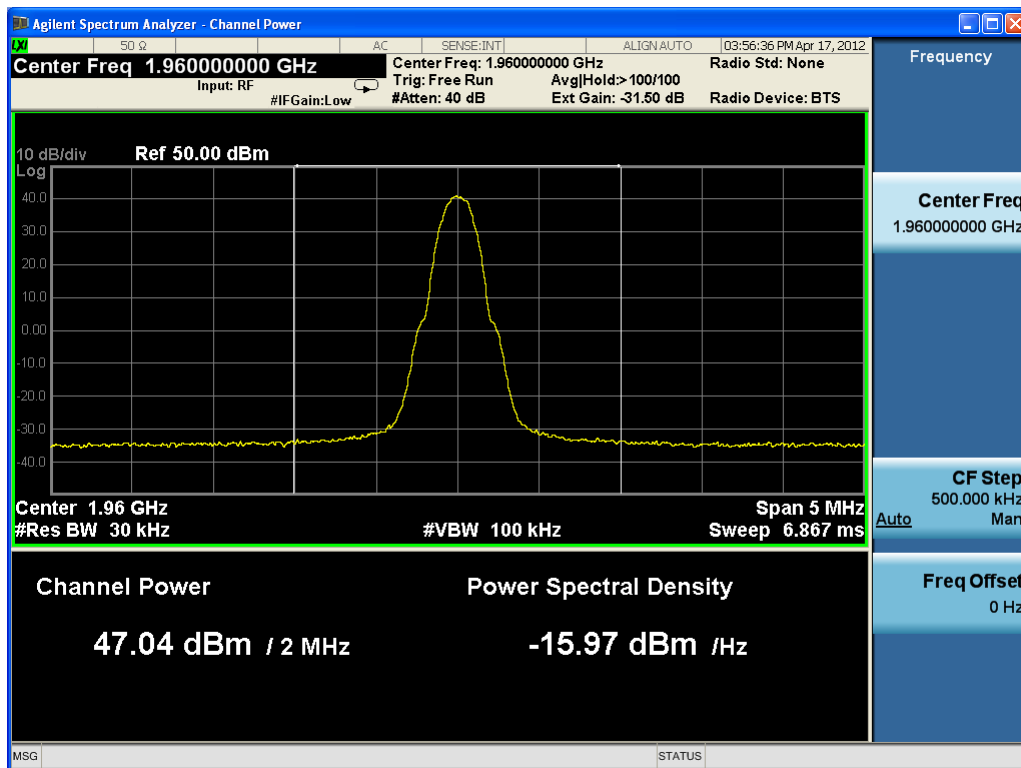 Agilent Spectrum Analyzer - Channel Power
LXI 50 Ω AC SENSE:INT ALIGN AUTO 03:56:36 PM Apr 17, 2012
Center Freq 1.960000000 GHz
Input: RF
#IFGain:Low
Center Freq: 1.960000000 GHz
Trig: Free Run Avg|Hold:>100/100
#Atten: 40 dB Ext Gain: -31.50 dB
Radio Std: None
Radio Device: BTS
10 dB/div Ref 50.00 dBm
Log
40.0
30.0
20.0
10.0
0.00
-10.0
-20.0
-30.0
-40.0
Center 1.96 GHz Span 5 MHz
#Res BW 30 kHz #VBW 100 kHz Sweep 6.867 ms
Channel Power Power Spectral Density
47.04 dBm / 2 MHz -15.97 dBm /Hz
Frequency
Center Freq
1.960000000 GHz
CF Step
500.000 kHz
Auto Man
Freq Offset
0 Hz
MSG STATUS